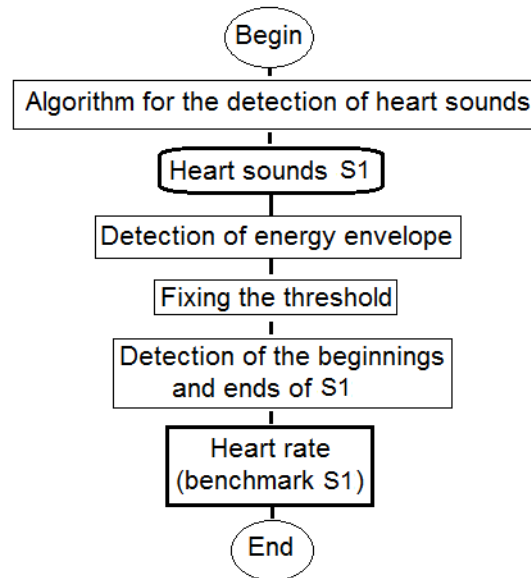 Begin
Algorithm for the detection of heart sounds
Heart sounds S1
Detection of energy envelope
Fixing the threshold
Detection of the beginnings
and ends of S1
Heart rate
(benchmark S1)
End